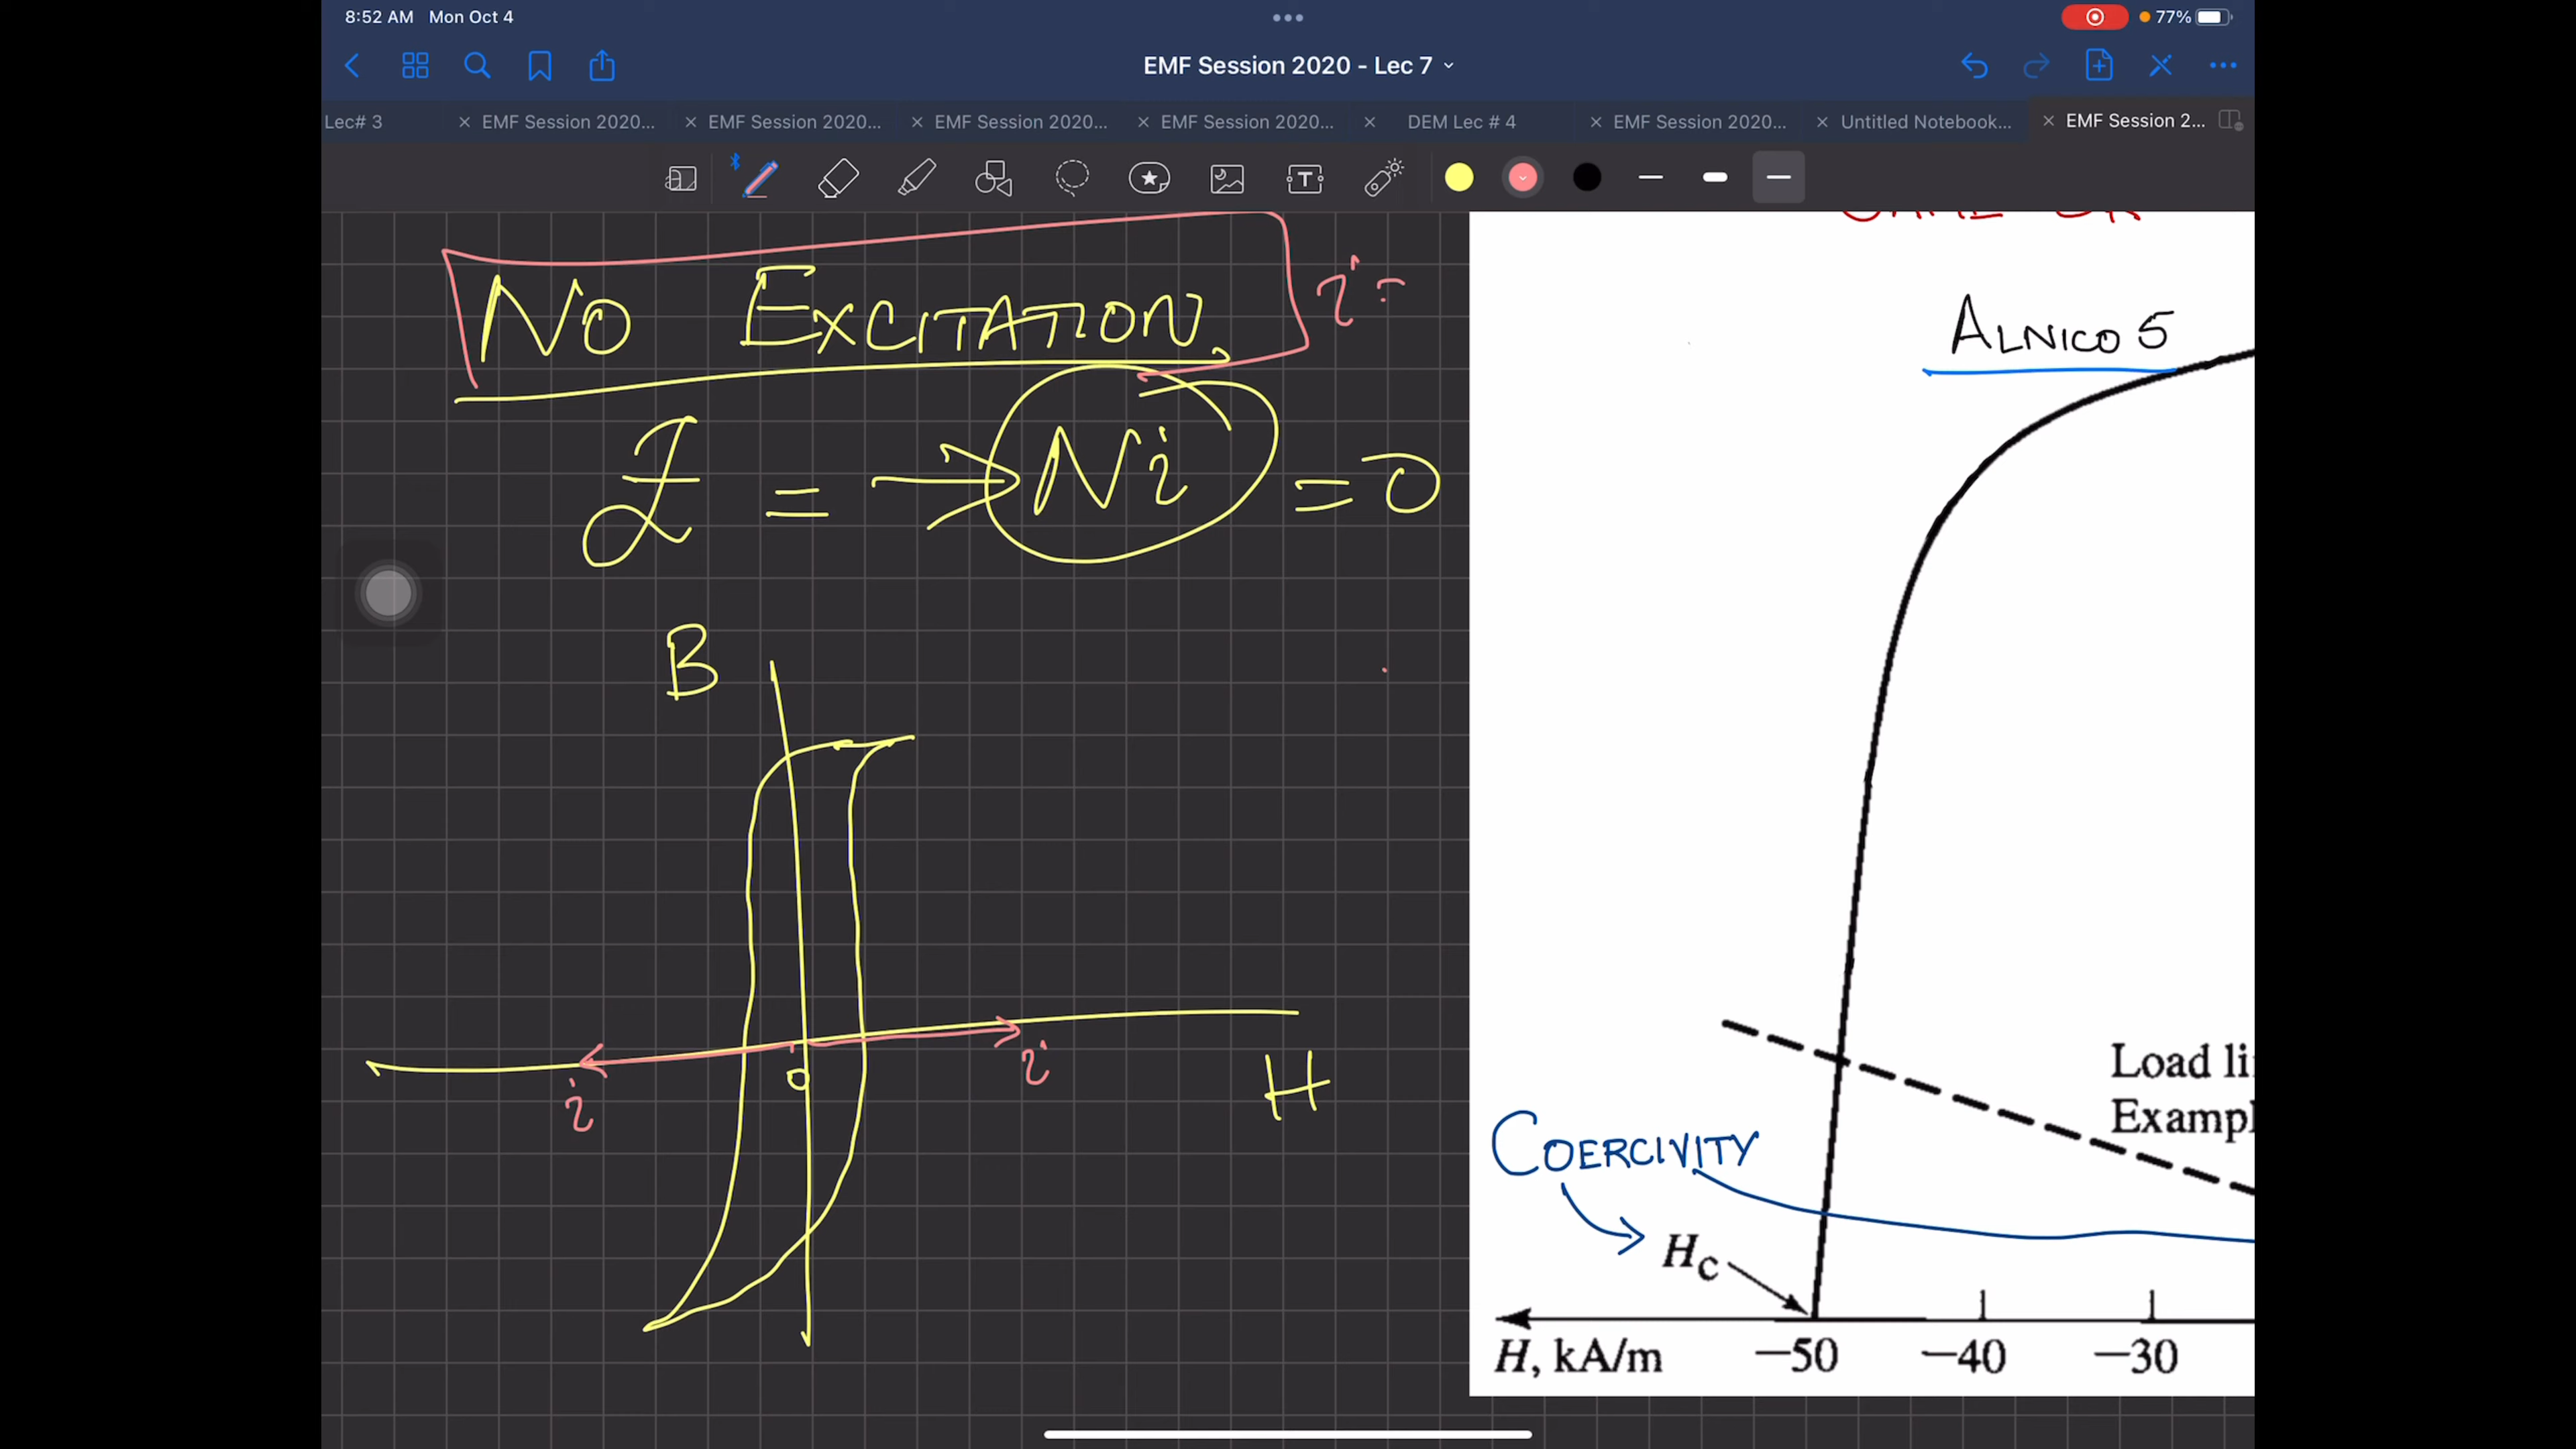 8:52 AM Mon Oct 4
77%
EMF Session 2020 - Lec 7
Lec# 3
EMF Session 2020...
EMF Session 2020...
EMF Session 2020...
EMF Session 2020...
DEM Lec # 4
EMF Session 2020...
Untitled Notebook...
EMF Session 2...
No EXCITATION
i =
ℱ = → Ni = 0
B
0
i
i
H
ALNICO 5
Load li
Exampl
COERCIVITY
Hc
H, kA/m −50 −40 −30